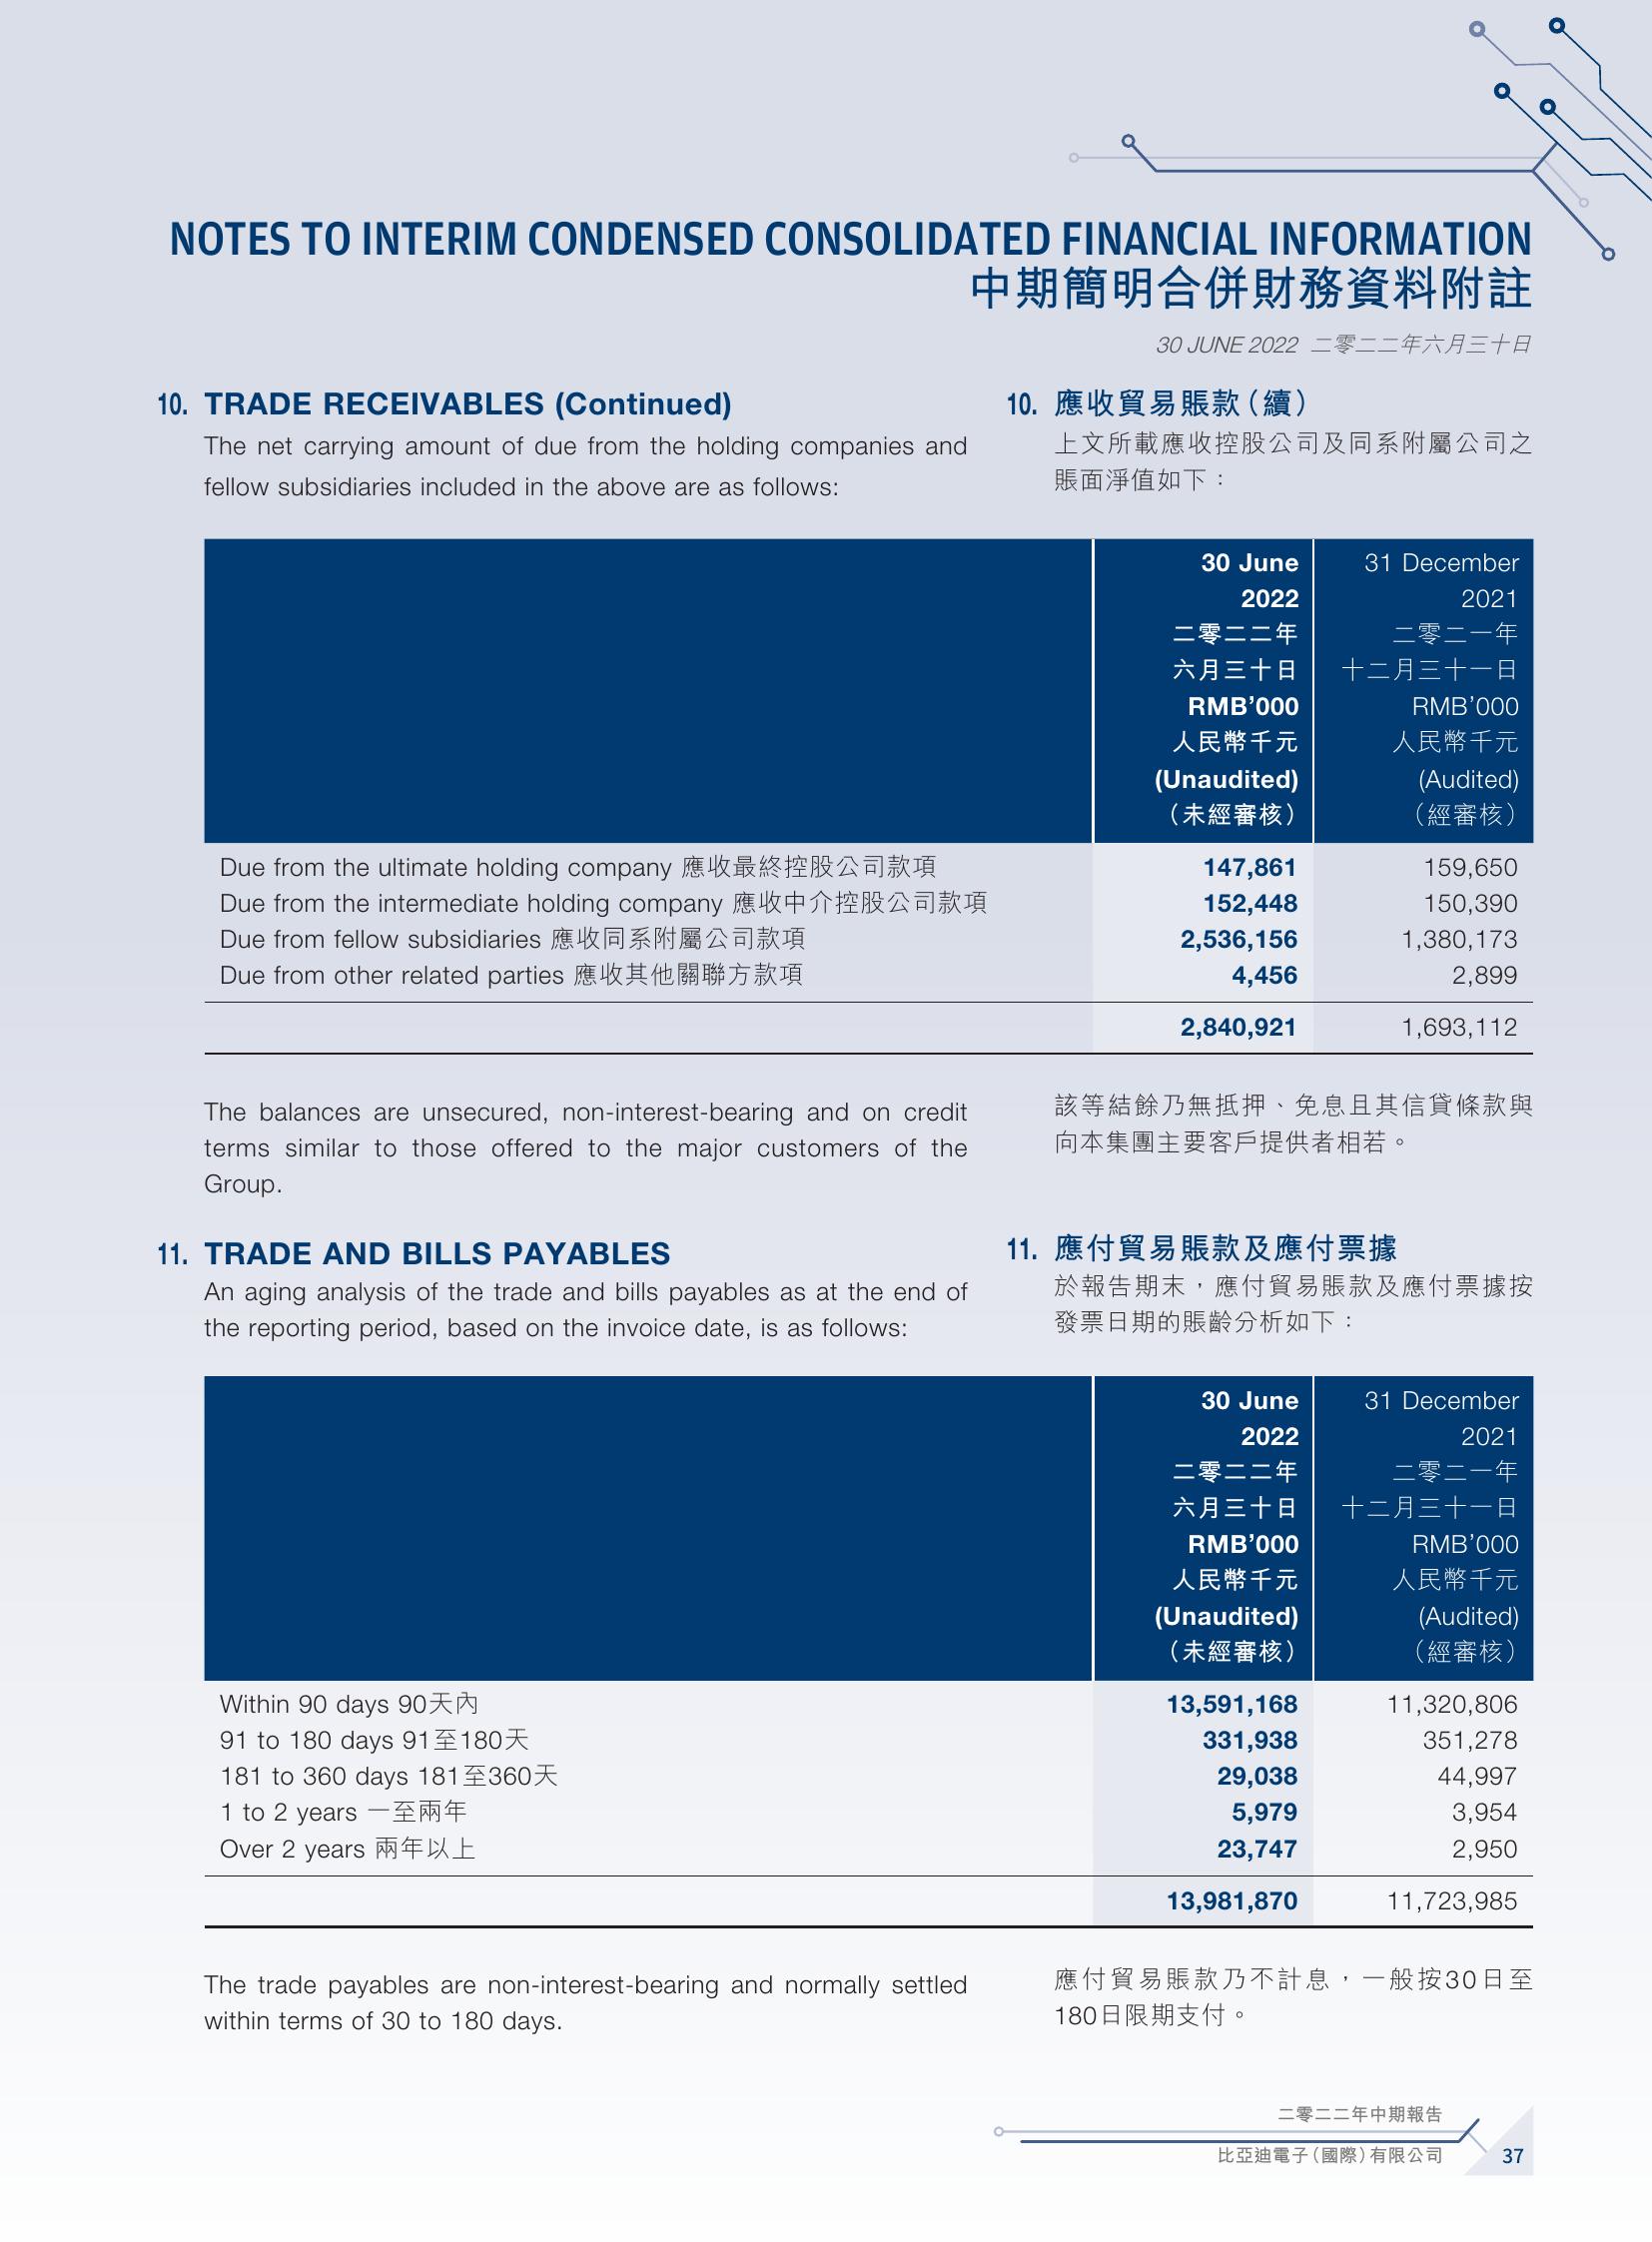 NOTES TO INTERIM CONDENSED CONSOLIDATED FINANCIAL INFORMATION
中期簡明合併財務資料附註
30 JUNE 2022 二零二二年六月三十日
10. TRADE RECEIVABLES (Continued)
The net carrying amount of due from the holding companies and
fellow subsidiaries included in the above are as follows:
10. 應收貿易賬款（續）
上文所載應收控股公司及同系附屬公司之
賬面淨值如下：
30 June 31 December
2022 2021
二零二二年 二零二一年
六月三十日 十二月三十一日
RMB’000 RMB’000
人民幣千元 人民幣千元
(Unaudited) (Audited)
（未經審核） （經審核）
Due from the ultimate holding company 應收最終控股公司款項 147,861 159,650
Due from the intermediate holding company 應收中介控股公司款項 152,448 150,390
Due from fellow subsidiaries 應收同系附屬公司款項 2,536,156 1,380,173
Due from other related parties 應收其他關聯方款項 4,456 2,899
2,840,921 1,693,112
The balances are unsecured, non-interest-bearing and on credit
terms similar to those offered to the major customers of the
Group.
該等結餘乃無抵押、免息且其信貸條款與
向本集團主要客戶提供者相若。
11. TRADE AND BILLS PAYABLES
An aging analysis of the trade and bills payables as at the end of
the reporting period, based on the invoice date, is as follows:
11. 應付貿易賬款及應付票據
於報告期末，應付貿易賬款及應付票據按
發票日期的賬齡分析如下：
30 June 31 December
2022 2021
二零二二年 二零二一年
六月三十日 十二月三十一日
RMB’000 RMB’000
人民幣千元 人民幣千元
(Unaudited) (Audited)
（未經審核） （經審核）
Within 90 days 90天內 13,591,168 11,320,806
91 to 180 days 91至180天 331,938 351,278
181 to 360 days 181至360天 29,038 44,997
1 to 2 years 一至兩年 5,979 3,954
Over 2 years 兩年以上 23,747 2,950
13,981,870 11,723,985
The trade payables are non-interest-bearing and normally settled
within terms of 30 to 180 days.
應付貿易賬款乃不計息，一般按30日至
180日限期支付。
二零二二年中期報告
比亞迪電子（國際）有限公司 37